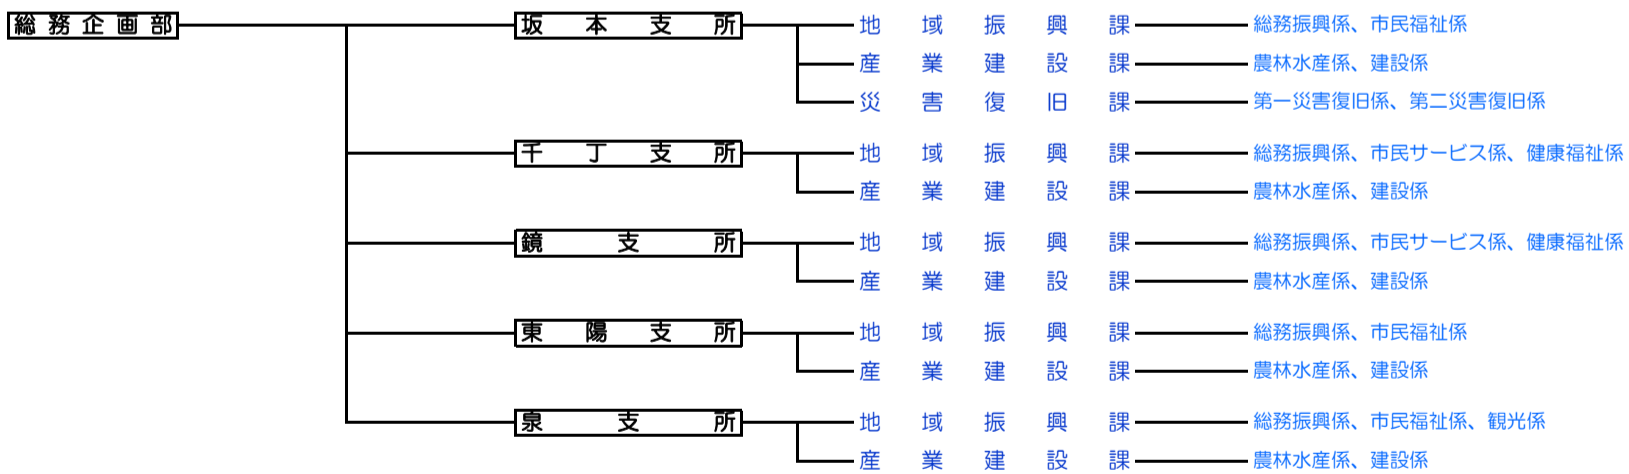 総務企画部 坂本支所 地域振興課 総務振興係、市民福祉係
産業建設課 農林水産係、建設係
災害復旧課 第一災害復旧係、第二災害復旧係
千丁支所 地域振興課 総務振興係、市民サービス係、健康福祉係
産業建設課 農林水産係、建設係
鏡支所 地域振興課 総務振興係、市民サービス係、健康福祉係
産業建設課 農林水産係、建設係
東陽支所 地域振興課 総務振興係、市民福祉係
産業建設課 農林水産係、建設係
泉支所 地域振興課 総務振興係、市民福祉係、観光係
産業建設課 農林水産係、建設係